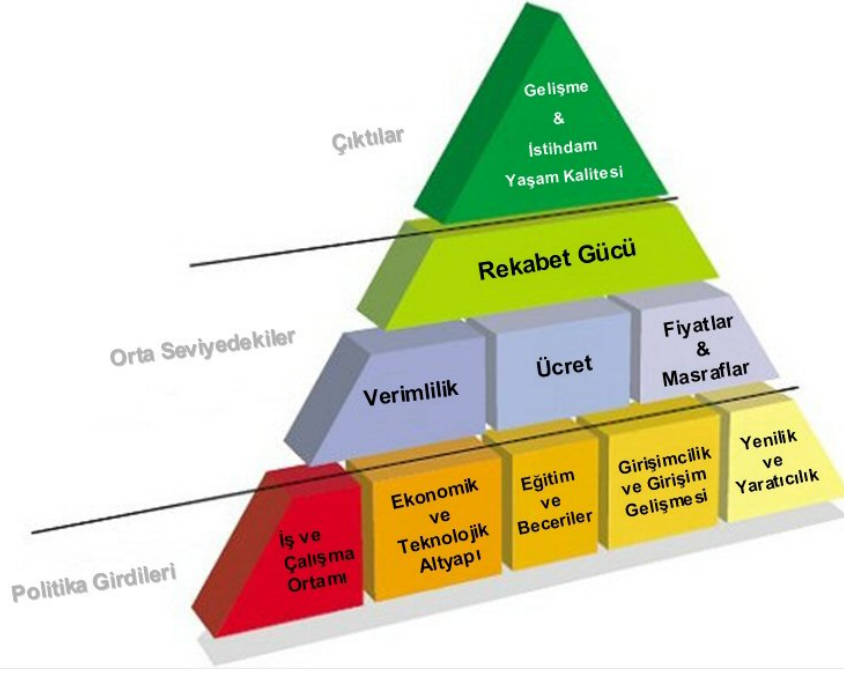 Çıktılar
Gelişme
&
İstihdam
Yaşam Kalitesi
Rekabet Gücü
Orta Seviyedekiler
Verimlilik
Ücret
Fiyatlar
&
Masraflar
Politika Girdileri
İş ve
Çalışma
Ortamı
Ekonomik
ve
Teknolojik
Altyapı
Eğitim
ve
Beceriler
Girişimcilik
ve Girişim
Gelişmesi
Yenilik
ve
Yaratıcılık